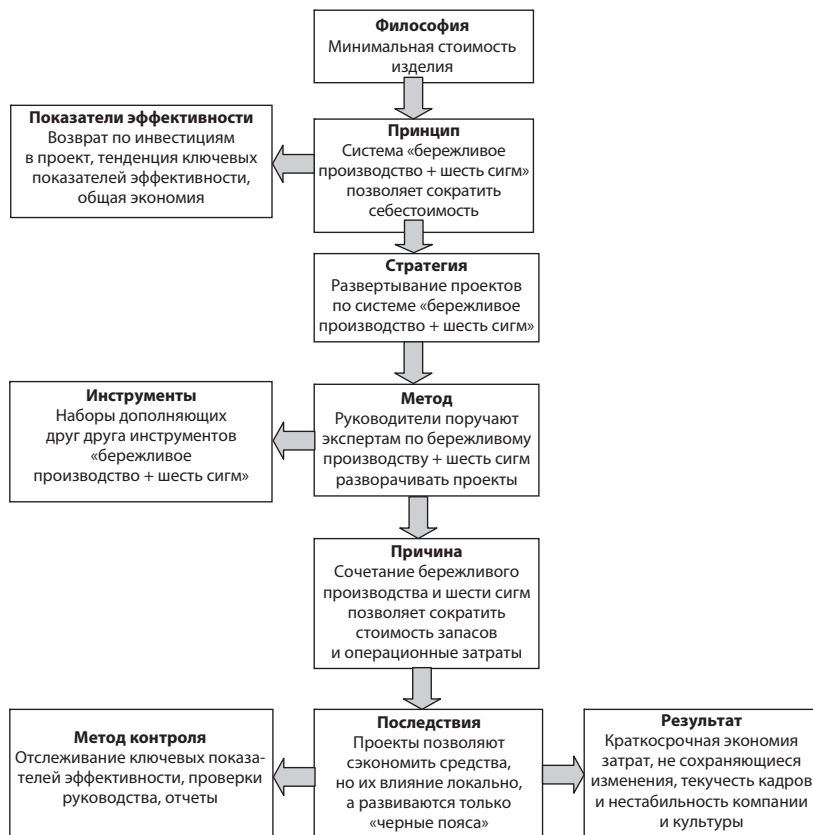 Философия
Минимальная стоимость
изделия
Показатели эффективности
Возврат по инвестициям
в проект, тенденция ключевых
показателей эффективности,
общая экономия
Принцип
Система «бережливое
производство + шесть сигм»
позволяет сократить
себестоимость
Стратегия
Развертывание проектов
по системе «бережливое
производство + шесть сигм»
Инструменты
Наборы дополняющих
друг друга инструментов
«бережливое
производство + шесть сигм»
Метод
Руководители поручают
экспертам по бережливому
производству + шесть сигм
разворачивать проекты
Причина
Сочетание бережливого
производства и шести сигм
позволяет сократить
стоимость запасов
и операционные затраты
Метод контроля
Отслеживание ключевых показа-
телей эффективности, проверки
руководства, отчеты
Последствия
Проекты позволяют
сэкономить средства,
но их влияние локально,
а развиваются только
«черные пояса»
Результат
Краткосрочная экономия
затрат, не сохраняющиеся
изменения, текучесть кадров
и нестабильность компании
и культуры